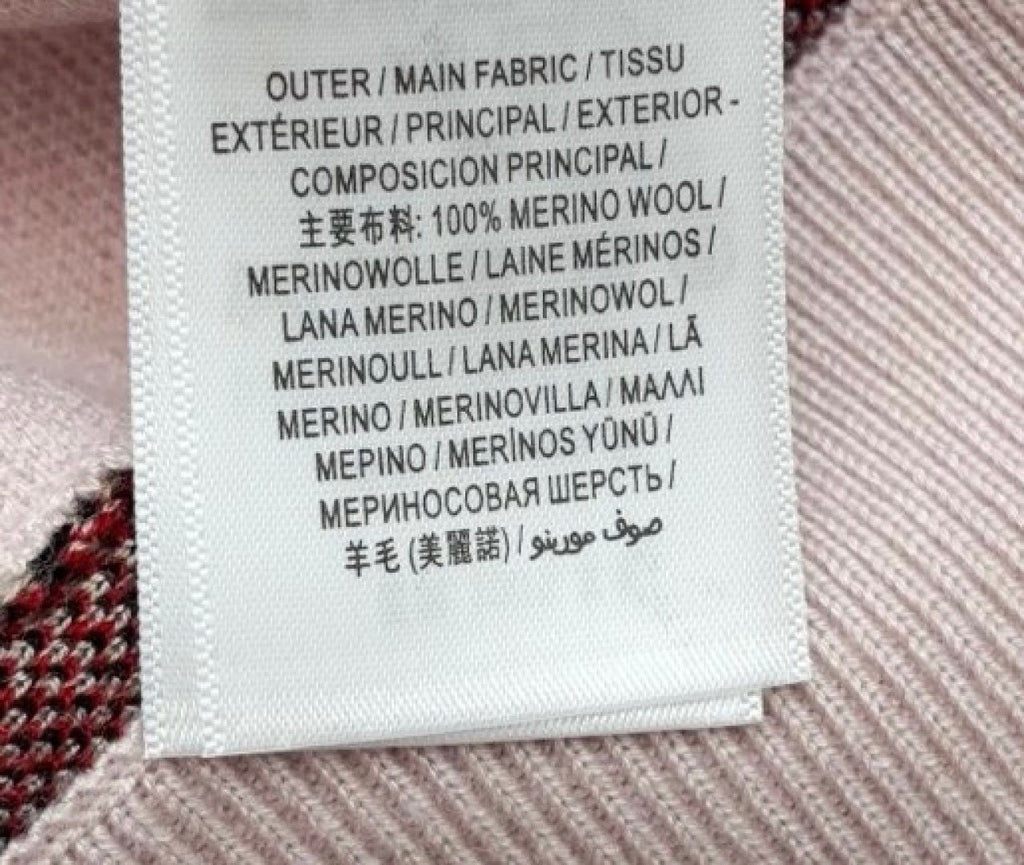 OUTER / MAIN FABRIC / TISSU
EXTÉRIEUR / PRINCIPAL / EXTERIOR -
COMPOSICION PRINCIPAL /
主要布料: 100% MERINO WOOL /
MERINOWOLLE / LAINE MÉRINOS /
LANA MERINO / MERINOWOL /
MERINOULL / LANA MERINA / LÃ
MERINO / MERINOVILLA / ΜΑΛΛΙ
ΜΕΡΙΝΟ / MERİNOS YÜNÜ /
МЕРИНОСОВАЯ ШЕРСТЬ /
羊毛 (美麗諾) / صوف مورينو